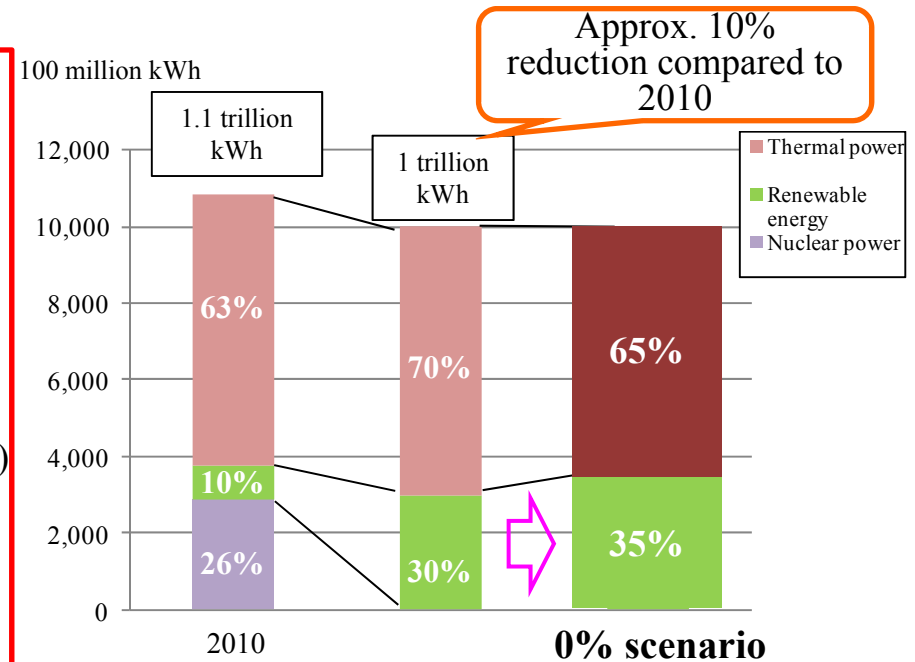 Approx. 10%
reduction compared to
2010
100 million kWh
1.1 trillion
kWh
1 trillion
kWh
Thermal power
Renewable
energy
Nuclear power
12,000
10,000
8,000
6,000
4,000
2,000
0
63%
10%
26%
70%
30%
65%
35%
)
2010
0% scenario